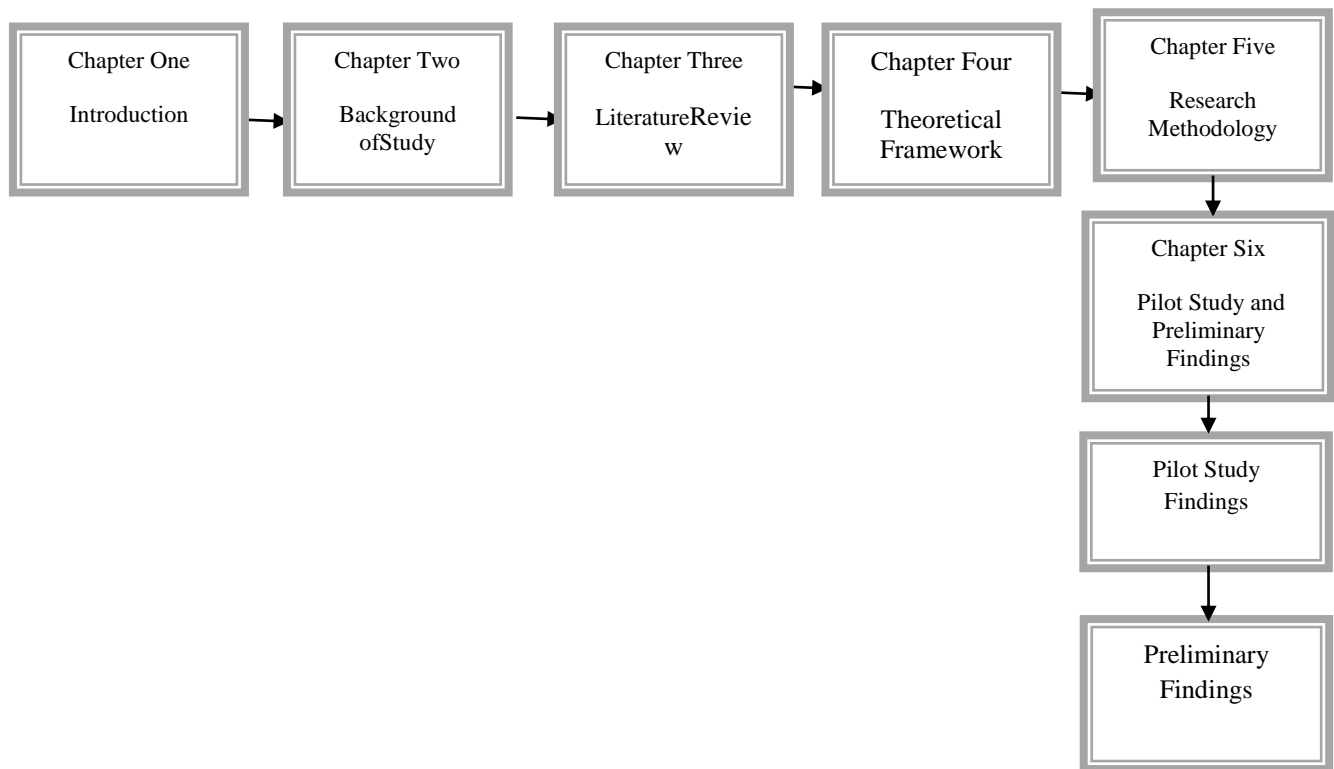 Chapter One
Introduction
Chapter Two
Background
ofStudy
Chapter Three
LiteratureRevie
w
Chapter Four
Theoretical
Framework
Chapter Five
Research
Methodology
Chapter Six
Pilot Study and
Preliminary
Findings
Pilot Study
Findings
Preliminary
Findings